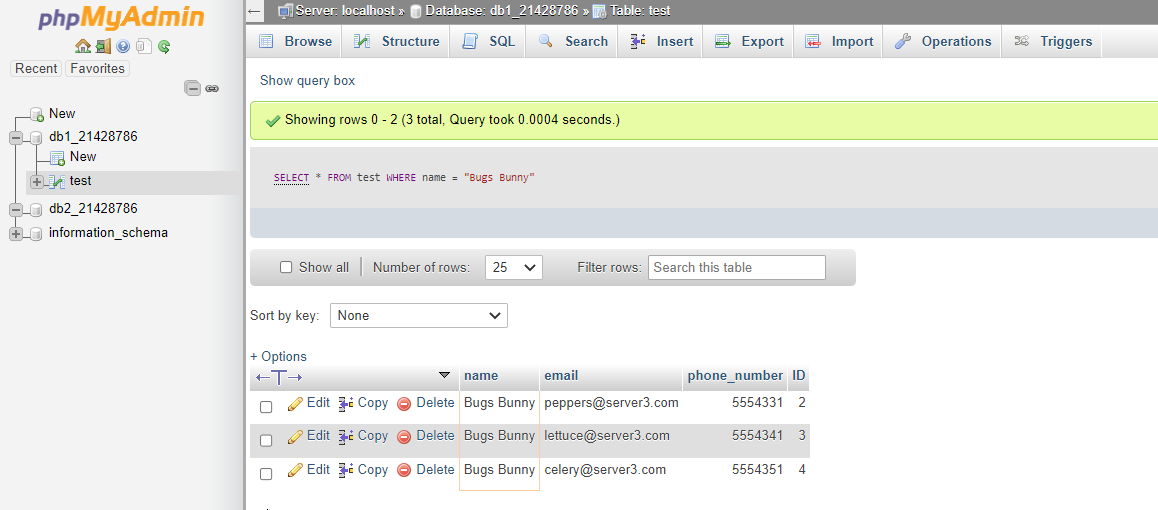 phpMyAdmin
Recent Favorites
New
db1_21428786
New
test
db2_21428786
information_schema
Server: localhost » Database: db1_21428786 » Table: test
Browse Structure SQL Search Insert Export Import Operations Triggers
Show query box
Showing rows 0 - 2 (3 total, Query took 0.0004 seconds.)
SELECT * FROM test WHERE name = "Bugs Bunny"
Show all Number of rows: 25 Filter rows: Search this table
Sort by key: None
+ Options
←T→ name email phone_number ID
Edit Copy Delete Bugs Bunny peppers@server3.com 5554331 2
Edit Copy Delete Bugs Bunny lettuce@server3.com 5554341 3
Edit Copy Delete Bugs Bunny celery@server3.com 5554351 4